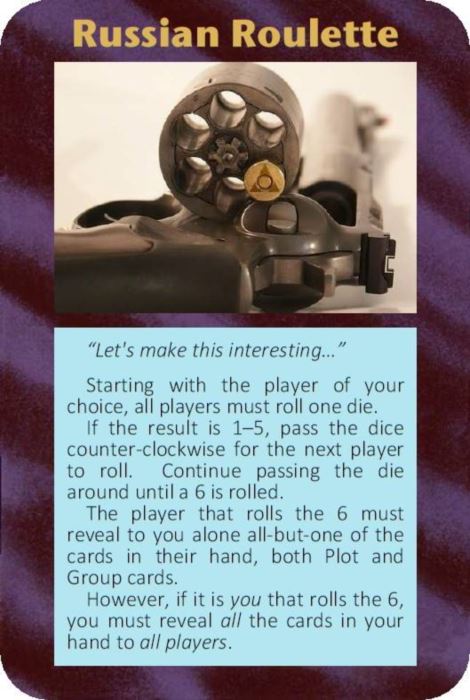 Russian Roulette
“Let's make this interesting...”
Starting with the player of your
choice, all players must roll one die.
If the result is 1–5, pass the dice
counter-clockwise for the next player
to roll. Continue passing the die
around until a 6 is rolled.
The player that rolls the 6 must
reveal to you alone all-but-one of the
cards in their hand, both Plot and
Group cards.
However, if it is you that rolls the 6,
you must reveal all the cards in your
hand to all players.